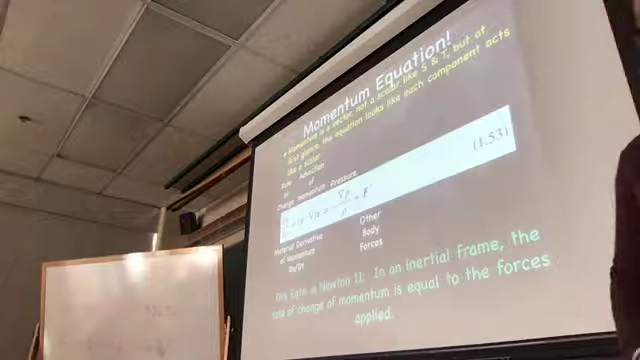 Momentum Equation!
Momentum is a vector, not a scalar like S & T, but at
first glance, the equation looks like each component acts
like a scalar
Rate Advection
of of
Change momentum Pressure
(1.53)
Material Derivative
of Momentum
Du/Dt
Other
Body
Forces
This Eqtn is Newton II: In an inertial frame, the
rate of change of momentum is equal to the forces
applied.